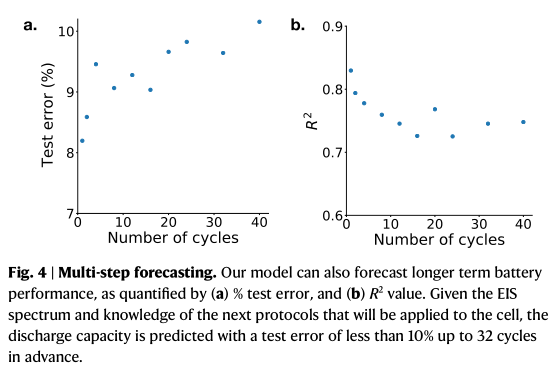 a.
10
9
8
7
Test error (%)
0
10
20
30
40
Number of cycles
b.
0.9
0.8
0.7
0.6
R²
0
10
20
30
40
Number of cycles
Fig. 4 | Multi-step forecasting. Our model can also forecast longer term battery
performance, as quantified by (a) % test error, and (b) R² value. Given the EIS
spectrum and knowledge of the next protocols that will be applied to the cell, the
discharge capacity is predicted with a test error of less than 10% up to 32 cycles
in advance.